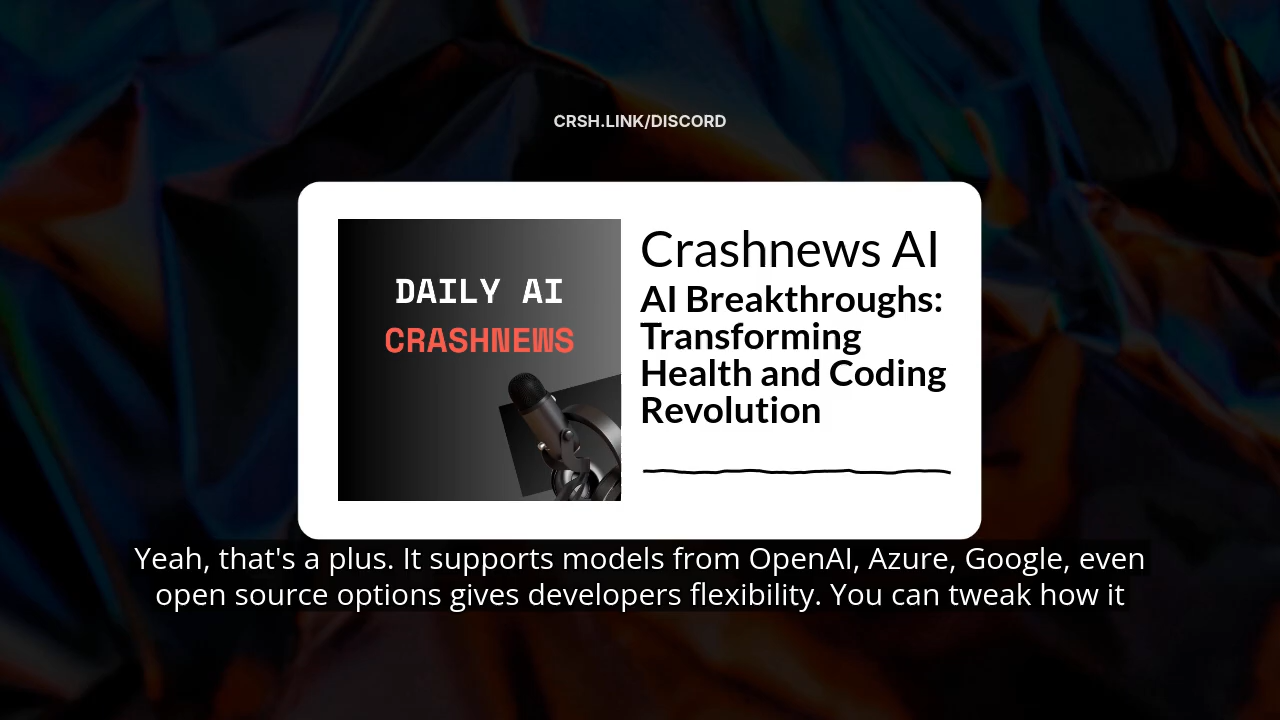 CRSH.LINK/DISCORD
DAILY AI
CRASHNEWS
Crashnews AI
AI Breakthroughs:
Transforming
Health and Coding
Revolution
Yeah, that's a plus. It supports models from OpenAI, Azure, Google, even
open source options gives developers flexibility. You can tweak how it